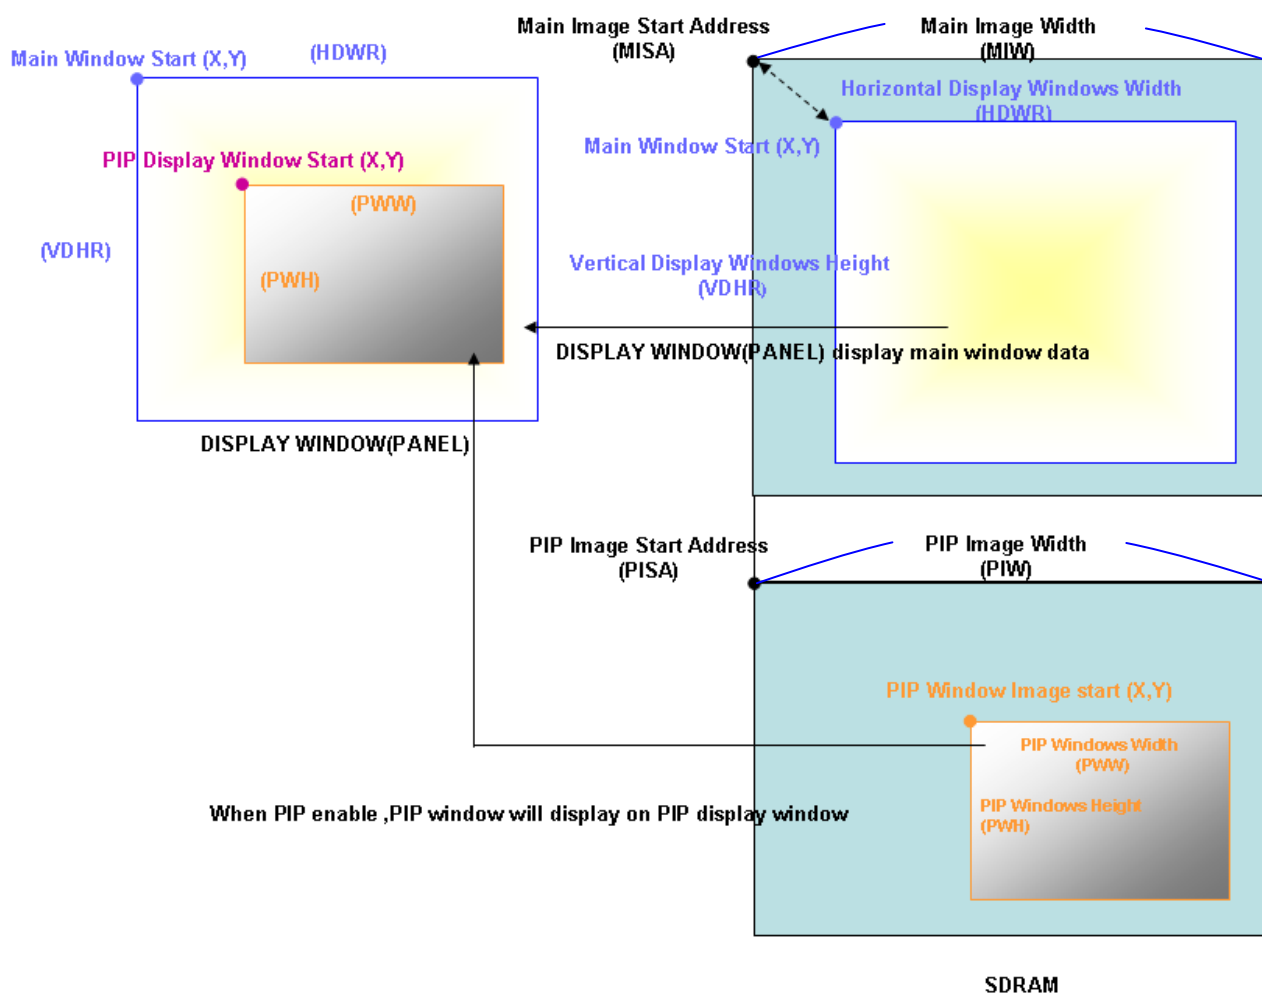 Main Image Start Address
(MISA)
Main Image Width
(MIW)
(HDWR)
Main Window Start (X,Y)
Horizontal Display Windows Width
(HDWR)
Main Window Start (X,Y)
PIP Display Window Start (X,Y)
(PWW)
(VDHR)
(PWH)
Vertical Display Windows Height
(VDHR)
DISPLAY WINDOW(PANEL) display main window data
DISPLAY WINDOW(PANEL)
PIP Image Start Address
(PISA)
PIP Image Width
(PIW)
PIP Window Image start (X,Y)
PIP Windows Width
(PWW)
PIP Windows Height
(PWH)
When PIP enable ,PIP window will display on PIP display window
SDRAM